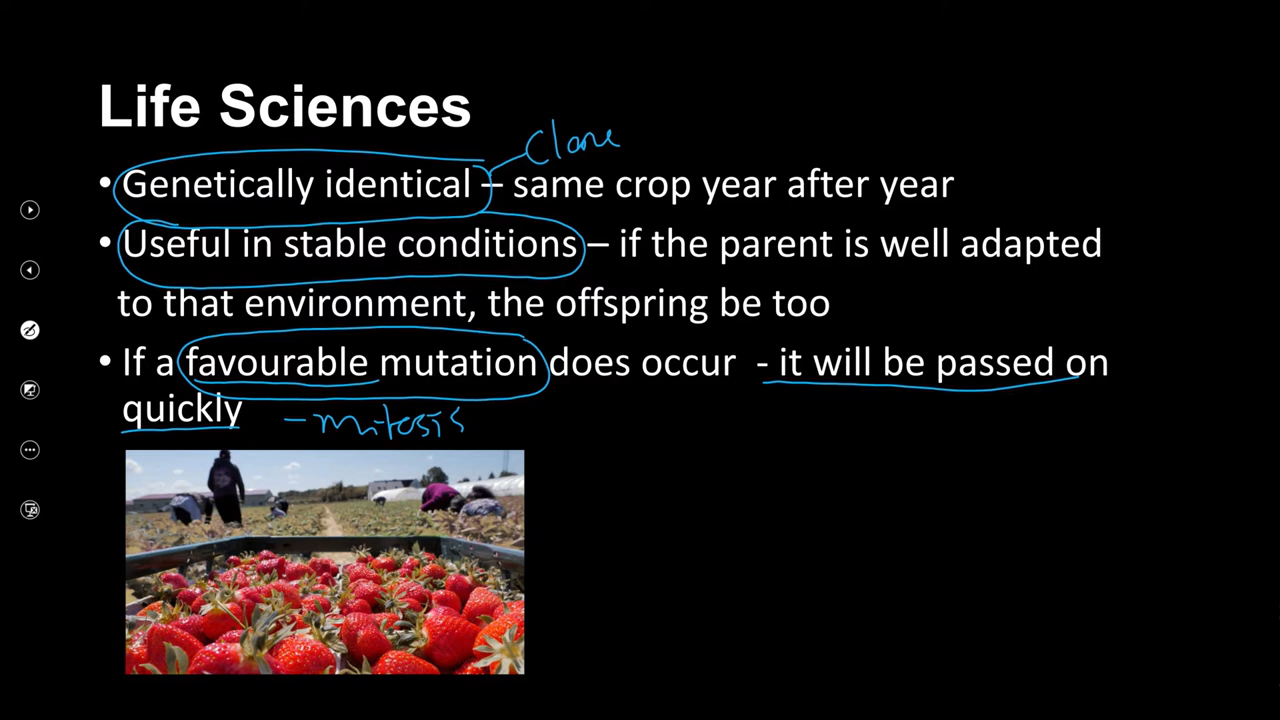 Life Sciences
Clone
• Genetically identical – same crop year after year
• Useful in stable conditions – if the parent is well adapted
to that environment, the offspring be too
• If a favourable mutation does occur - it will be passed on
quickly - mitosis